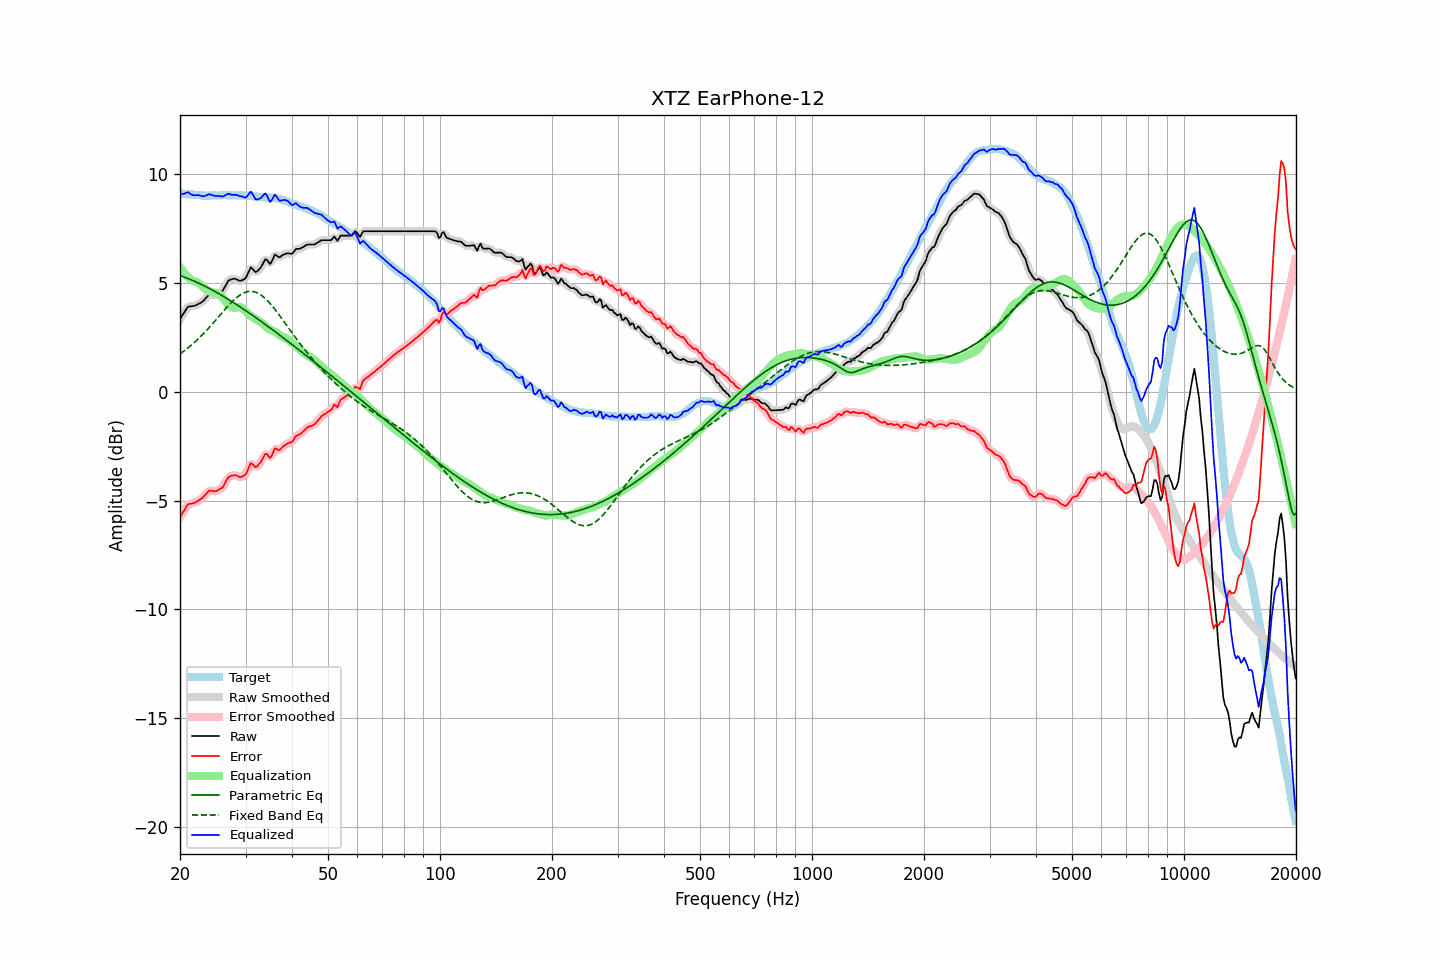 XTZ EarPhone-12
Amplitude (dBr)
10
5
0
−5
−10
−15
−20
Target
Raw Smoothed
Error Smoothed
Raw
Error
Equalization
Parametric Eq
Fixed Band Eq
Equalized
20 50 100 200 500 1000 2000 5000 10000 20000
Frequency (Hz)